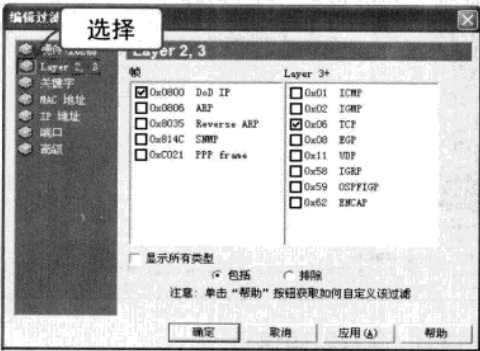 编辑过滤
选择
Layer 2, 3
Layer 2, 3
关键字
MAC 地址
IP 地址
端口
高级
帧
0x0800 DoD IP
0x0806 ARP
0x8035 Reverse ARP
0x814C SNMP
0xC021 PPP frame
Layer 3+
0x01 ICMP
0x02 IGMP
0x06 TCP
0x08 EGP
0x11 UDP
0x58 IGRP
0x59 OSPFIGP
0x62 ENCAP
显示所有类型
包括 排除
注意: 单击“帮助”按钮获取如何自定义该过滤
确定 取消 应用(A) 帮助